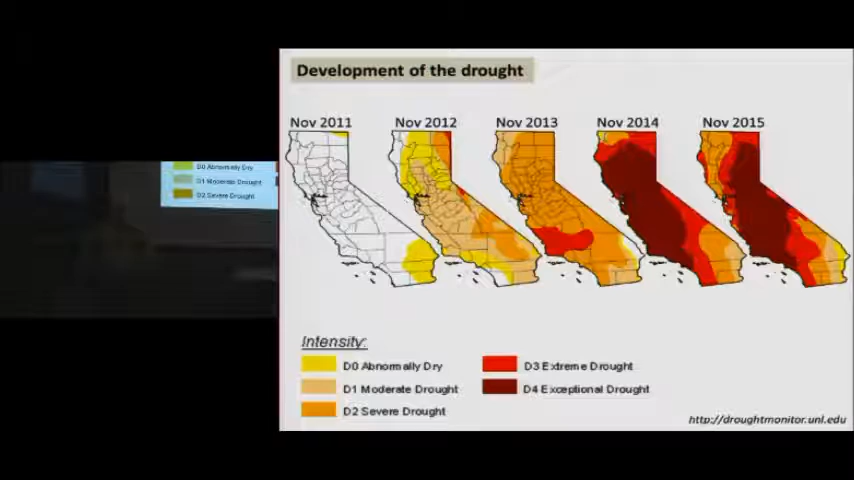 Development of the drought
Nov 2011 Nov 2012 Nov 2013 Nov 2014 Nov 2015
D0 Abnormally Dry
D1 Moderate Drought
D2 Severe Drought
Intensity:
D0 Abnormally Dry
D1 Moderate Drought
D2 Severe Drought
D3 Extreme Drought
D4 Exceptional Drought
http://droughtmonitor.unl.edu